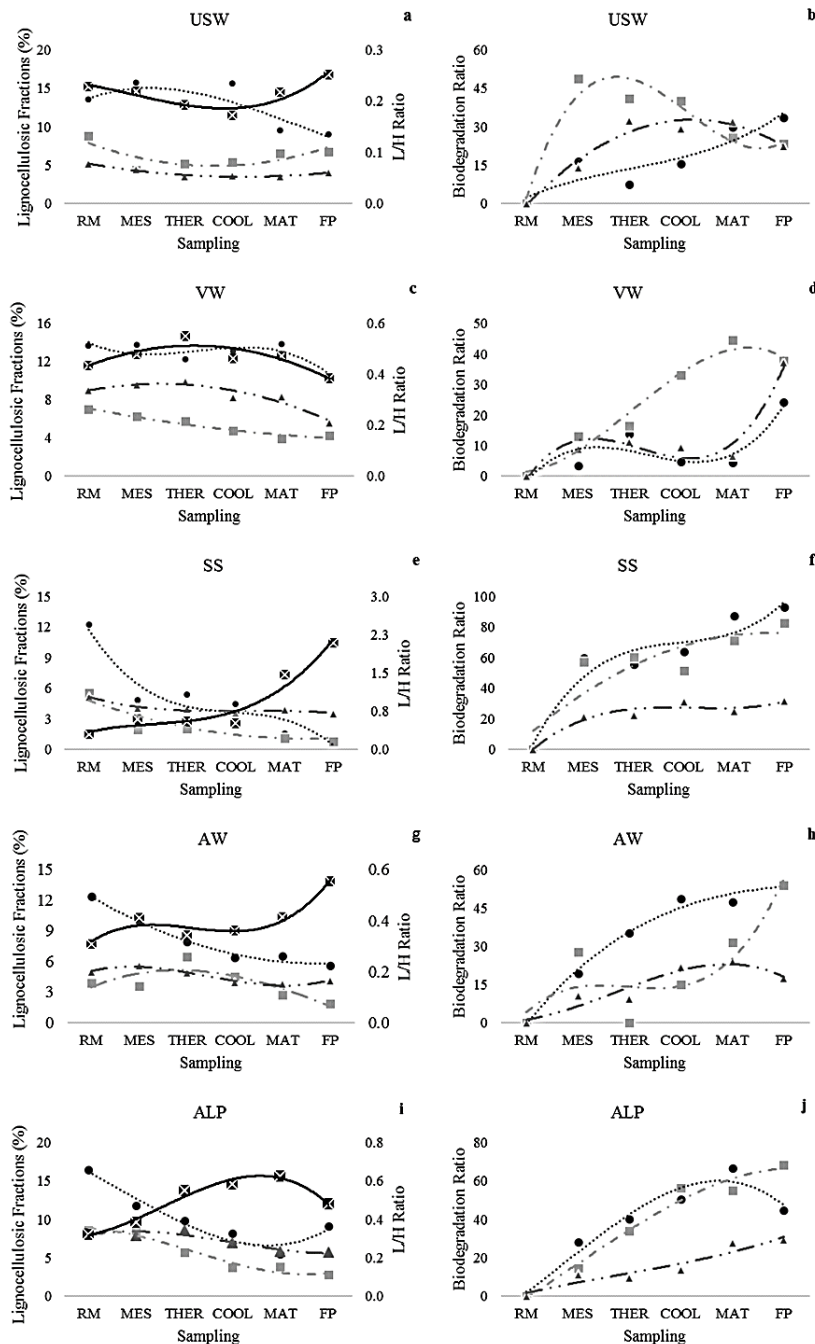 USW
a
Lignocellulosic Fractions (%)
20
15
10
5
0
0.3
0.2
0.1
0.0
L/H Ratio
RM MES THER COOL MAT FP
Sampling
USW
b
Biodegradation Ratio
60
45
30
15
0
RM MES THER COOL MAT FP
Sampling
VW
c
Lignocellulosic Fractions (%)
16
12
8
4
0
0.6
0.4
0.2
0.0
L/H Ratio
RM MES THER COOL MAT FP
Sampling
VW
d
Biodegradation Ratio
50
40
30
20
10
0
RM MES THER COOL MAT FP
Sampling
SS
e
Lignocellulosic Fractions (%)
15
12
9
6
3
0
3.0
2.3
1.5
0.8
0.0
L/H Ratio
RM MES THER COOL MAT FP
Sampling
SS
f
Biodegradation Ratio
100
80
60
40
20
0
RM MES THER COOL MAT FP
Sampling
AW
g
Lignocellulosic Fractions (%)
15
12
9
6
3
0
0.6
0.4
0.2
0.0
L/H Ratio
RM MES THER COOL MAT FP
Sampling
AW
h
Biodegradation Ratio
60
45
30
15
0
RM MES THER COOL MAT FP
Sampling
ALP
i
Lignocellulosic Fractions (%)
20
15
10
5
0
0.8
0.6
0.4
0.2
0.0
L/H Ratio
RM MES THER COOL MAT FP
Sampling
ALP
j
Biodegradation Ratio
80
60
40
20
0
RM MES THER COOL MAT FP
Sampling